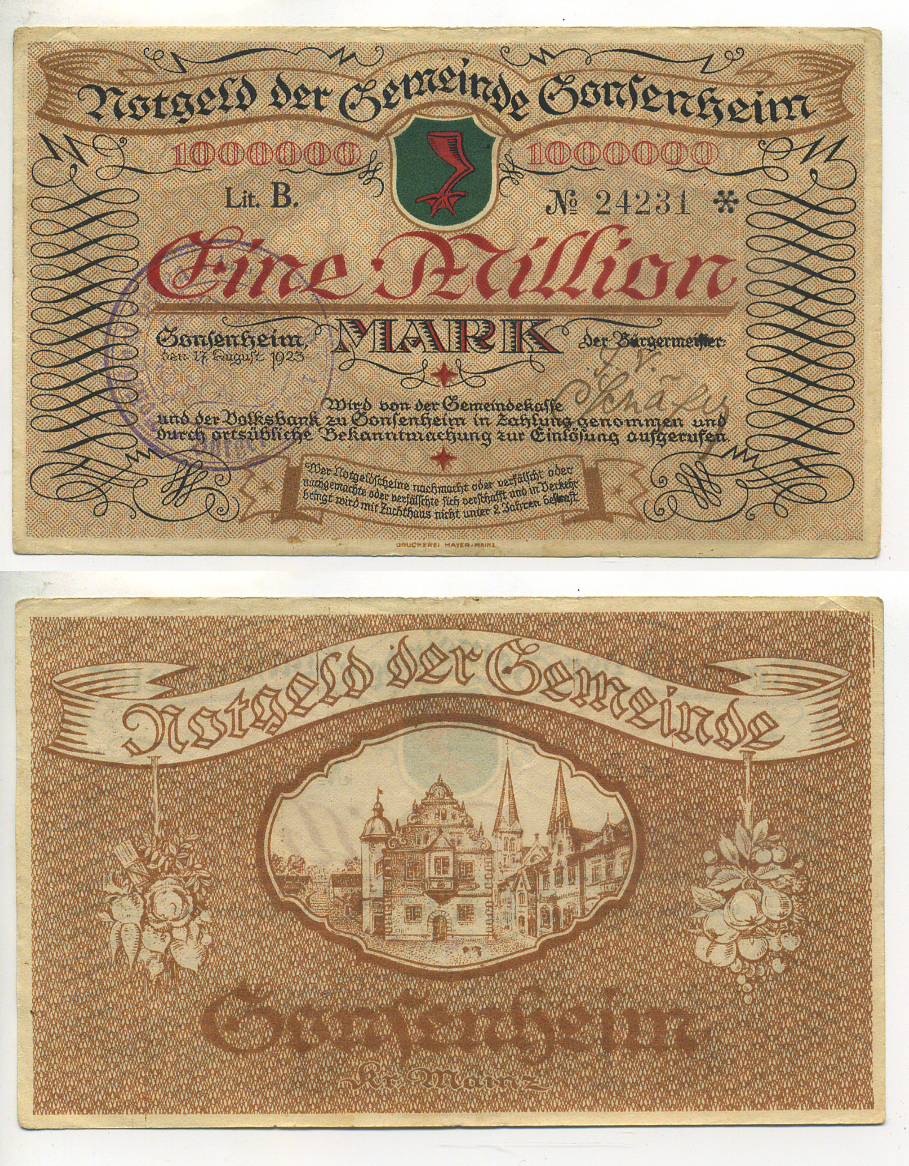 Notgeld der Gemeinde Gonsenheim
1000000 1000000
Lit. B. № 24231 *
Eine Million
MARK
Gonsenheim,
den 17. August 1923
der Bürgermeister
J. V.
Schäfer
Wird von der Gemeindekasse
und der Volksbank zu Gonsenheim in Zahlung genommen und
durch ortsübliche Bekanntmachung zur Einlösung aufgerufen.
Wer Notgeldscheine nachmacht oder verfälscht oder
nachgemachte oder verfälschte sich verschafft und in Verkehr
bringt wird mit Zuchthaus nicht unter 2 Jahren bestraft.
DRUCKEREI HAYER-MAINZ
Notgeld der Gemeinde
Gonsenheim
Kr. Mainz